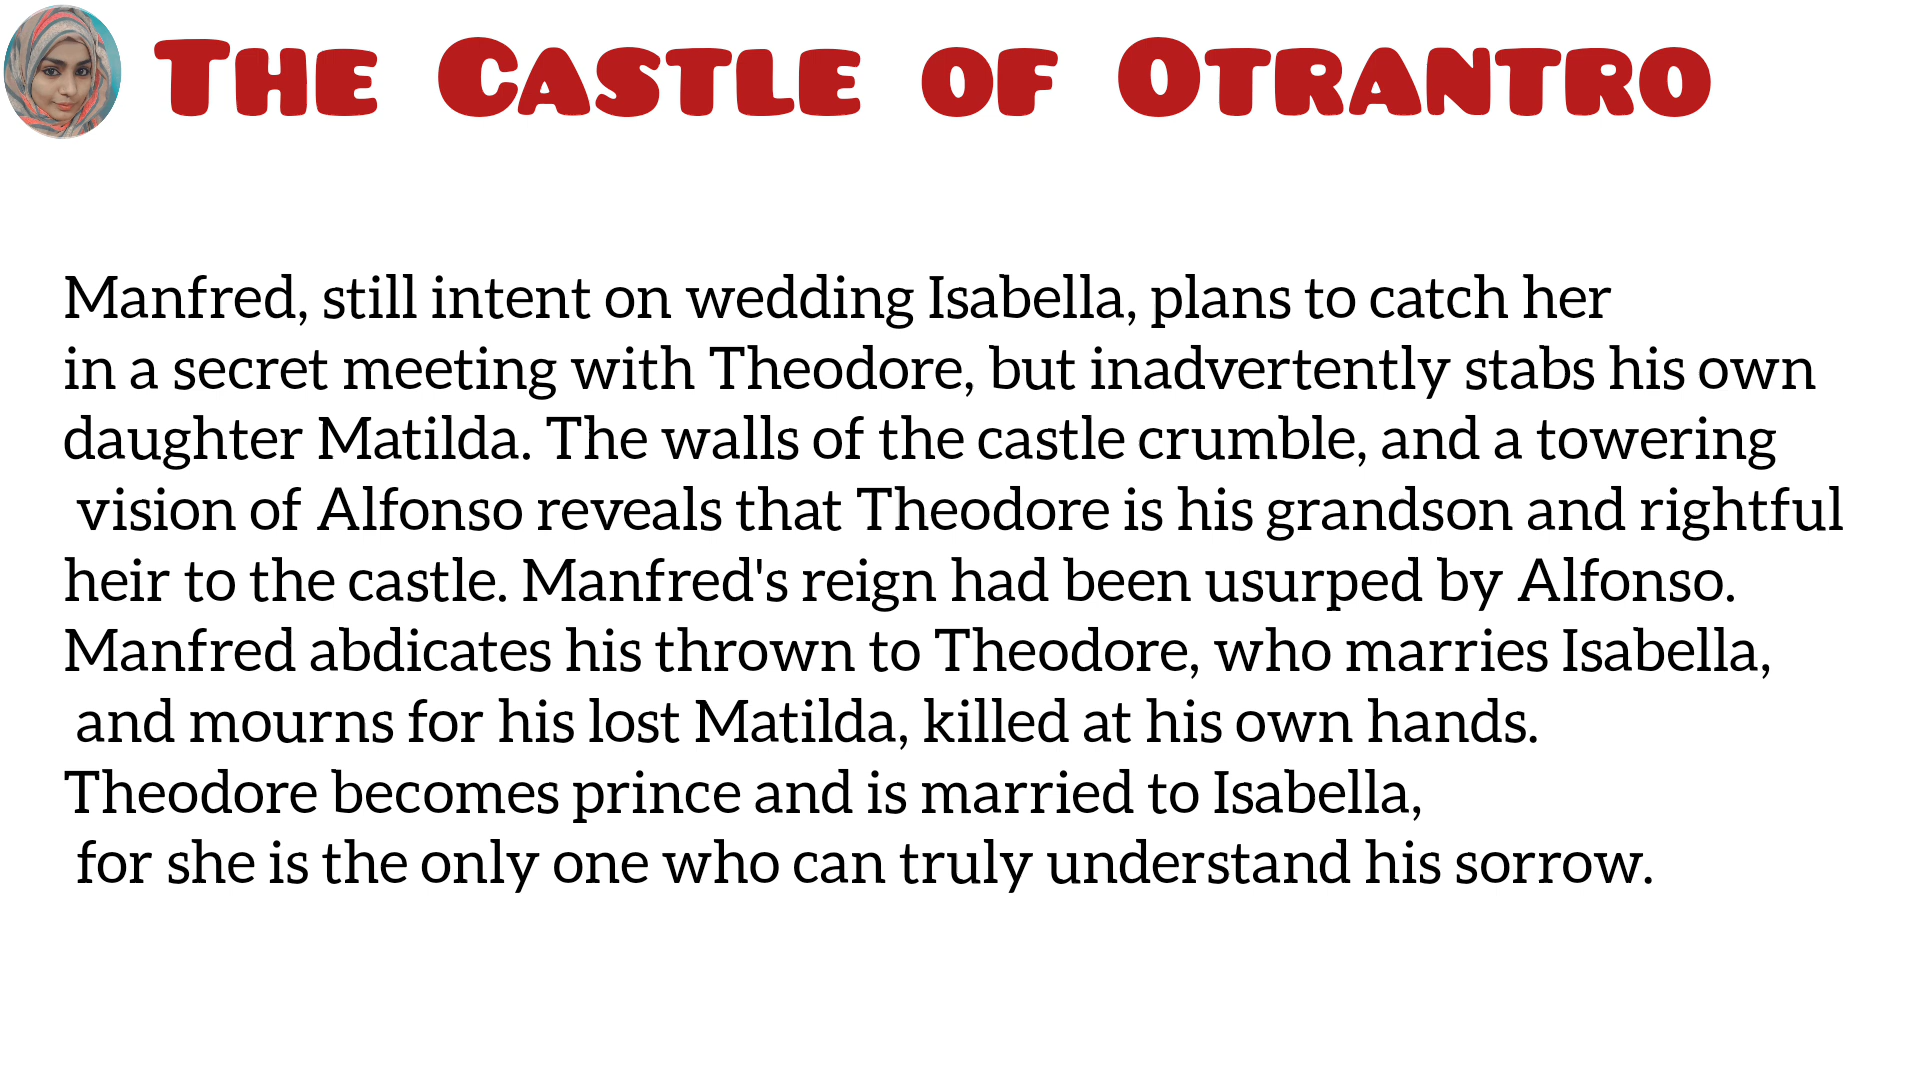 The Castle of Otrantro
Manfred, still intent on wedding Isabella, plans to catch her
in a secret meeting with Theodore, but inadvertently stabs his own
daughter Matilda. The walls of the castle crumble, and a towering
vision of Alfonso reveals that Theodore is his grandson and rightful
heir to the castle. Manfred's reign had been usurped by Alfonso.
Manfred abdicates his thrown to Theodore, who marries Isabella,
and mourns for his lost Matilda, killed at his own hands.
Theodore becomes prince and is married to Isabella,
for she is the only one who can truly understand his sorrow.